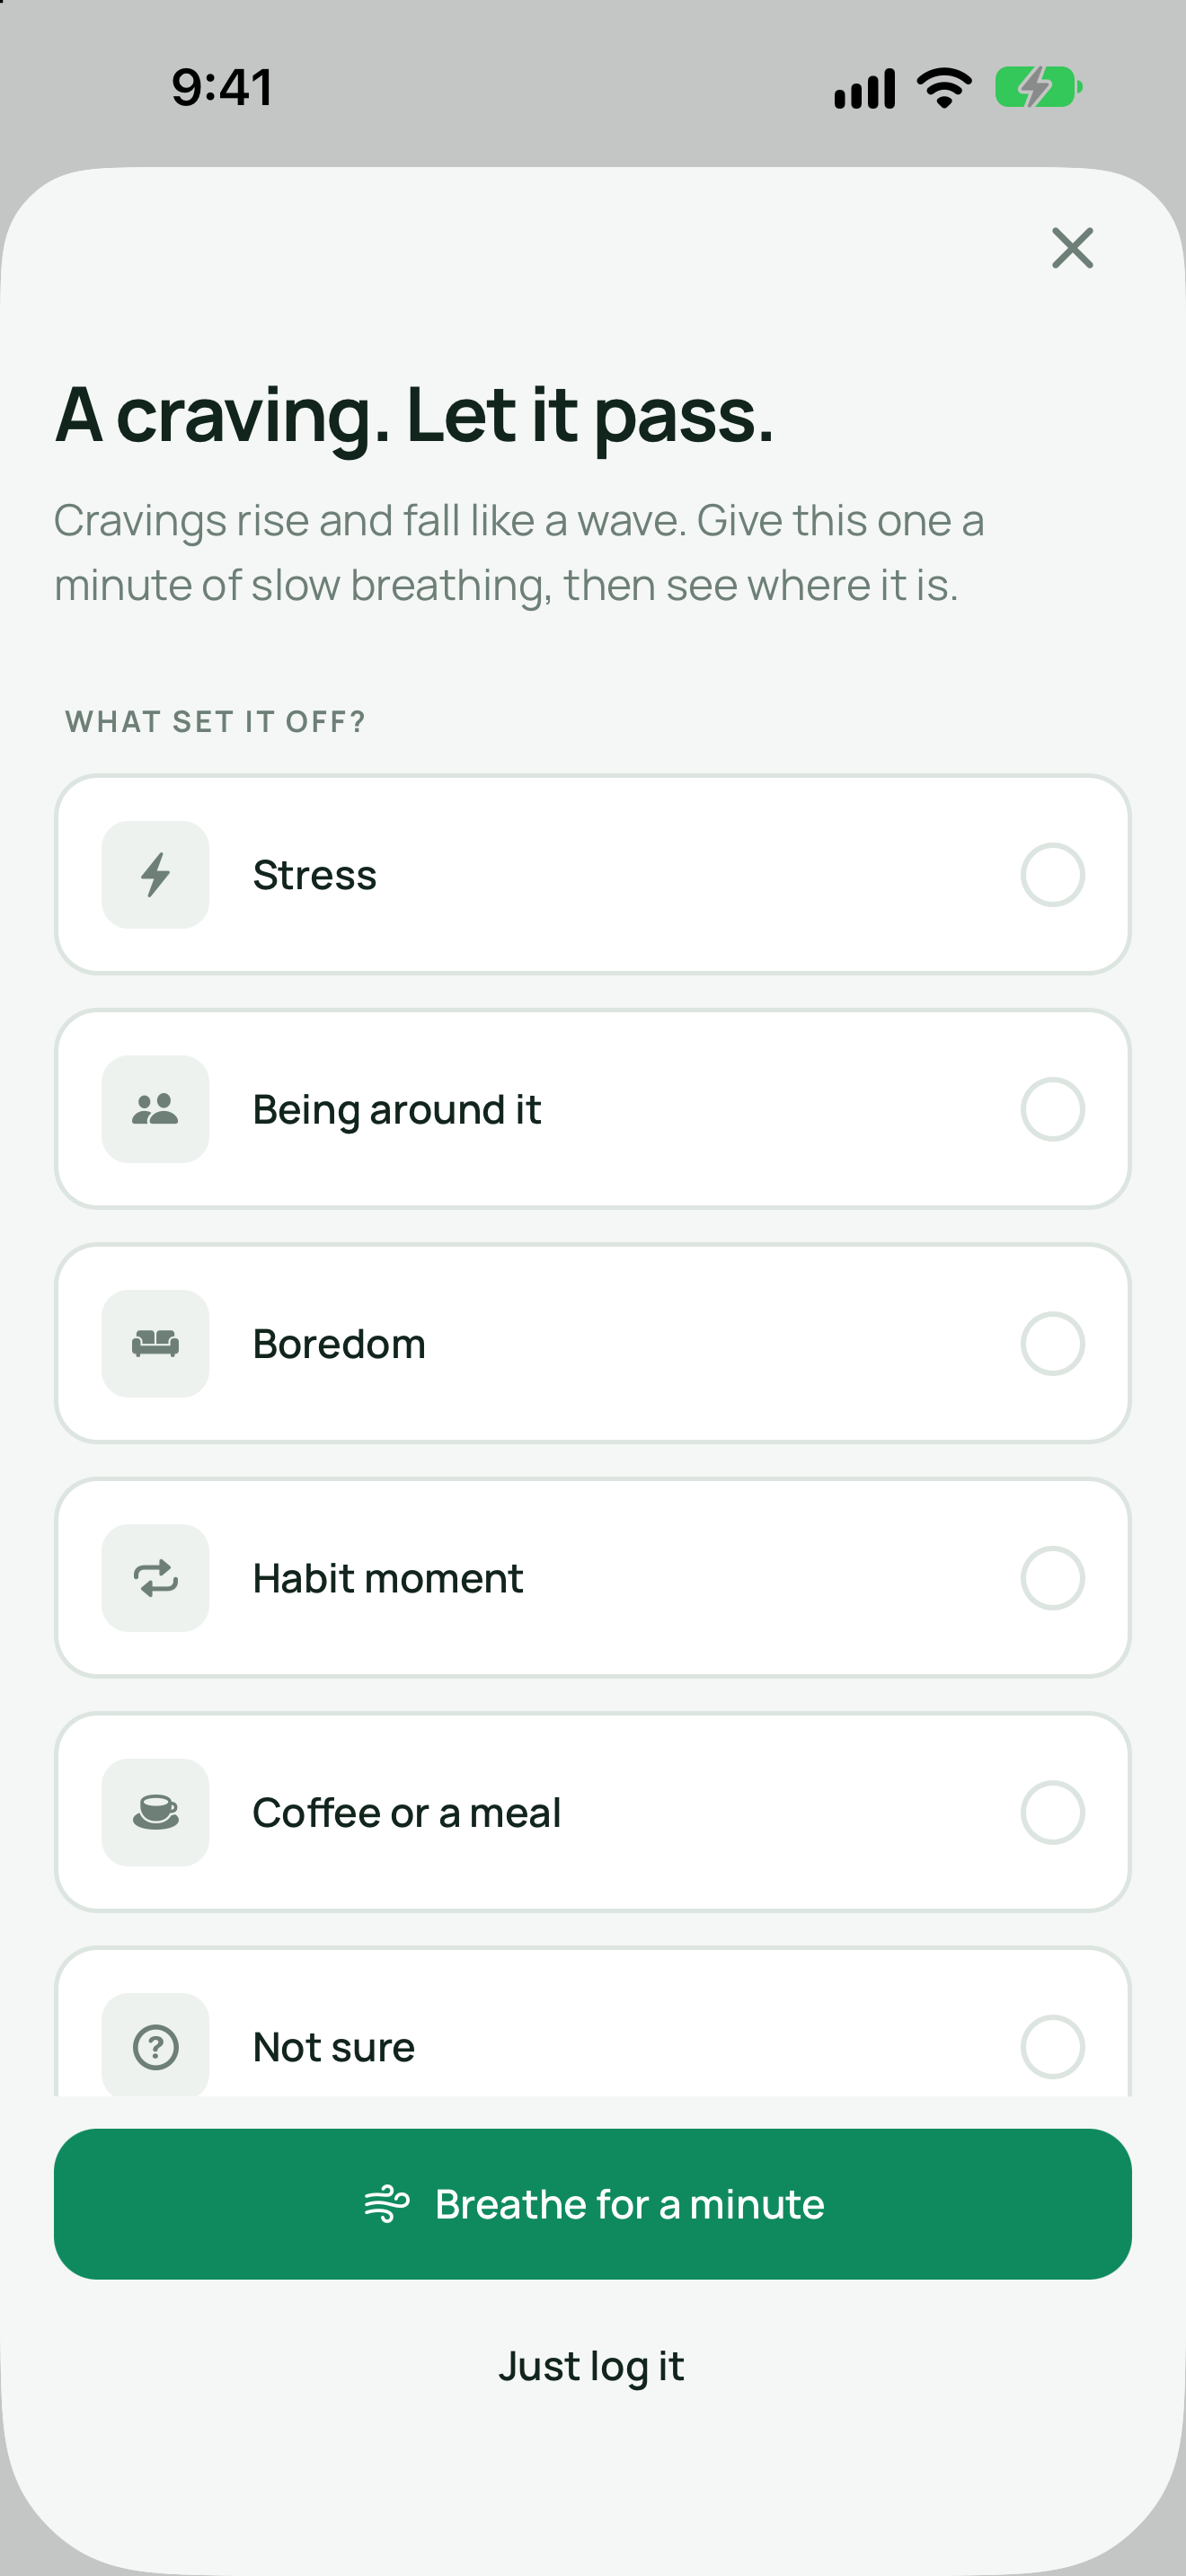 9:41
A craving. Let it pass.
Cravings rise and fall like a wave. Give this one a
minute of slow breathing, then see where it is.
WHAT SET IT OFF?
Stress
Being around it
Boredom
Habit moment
Coffee or a meal
Not sure
Breathe for a minute
Just log it